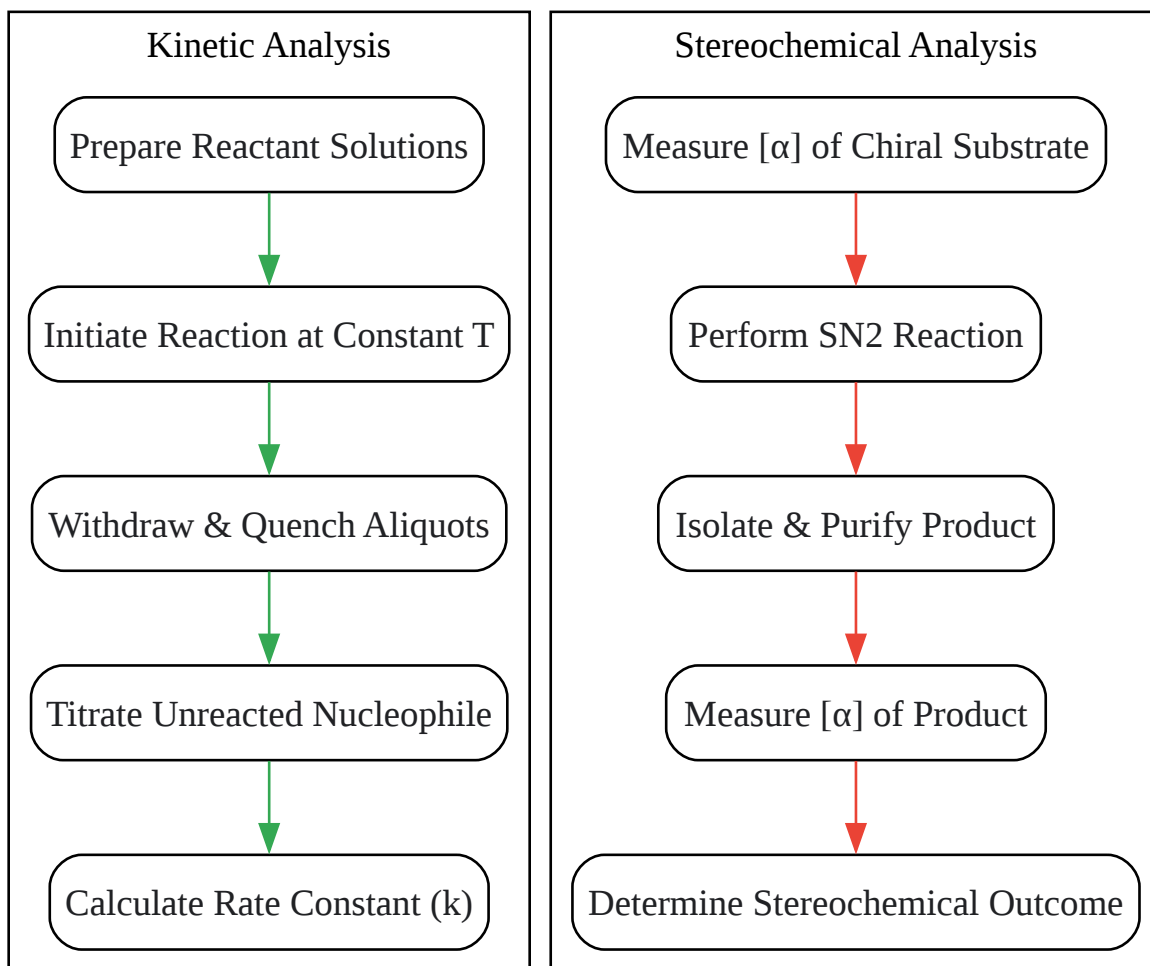 Kinetic Analysis
Prepare Reactant Solutions
Initiate Reaction at Constant T
Withdraw & Quench Aliquots
Titrate Unreacted Nucleophile
Calculate Rate Constant (k)
Stereochemical Analysis
Measure [α] of Chiral Substrate
Perform SN2 Reaction
Isolate & Purify Product
Measure [α] of Product
Determine Stereochemical Outcome